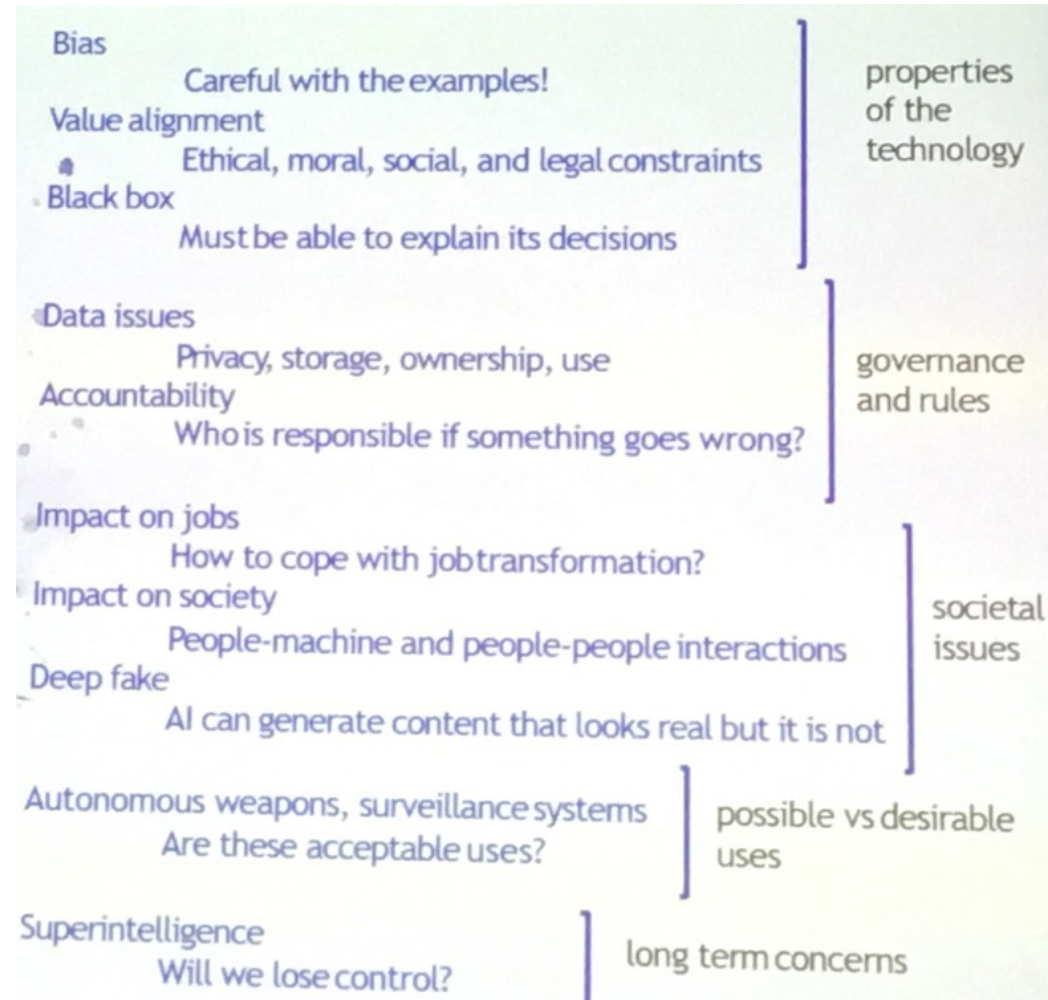 Bias
Careful with the examples!
properties
of the
technology
Value alignment
Ethical, moral, social, and legal constraints
Black box
Must be able to explain its decisions
Data issues
Privacy, storage, ownership, use
governance
and rules
Accountability
Who is responsible if something goes wrong?
Impact on jobs
How to cope with job transformation?
Impact on society
People-machine and people-people interactions
societal
issues
Deep fake
AI can generate content that looks real but it is not
Autonomous weapons, surveillance systems
Are these acceptable uses?
possible vs desirable
uses
Superintelligence
Will we lose control?
long term concerns